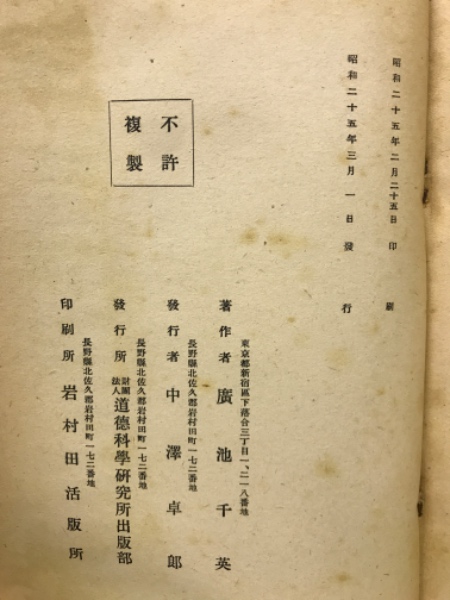 昭和二十五年二月二十五日 印刷
昭和二十五年三月一日 發行
不許
複製
東京都新宿區下落合三丁目一、二一八番地
著作者 廣池千英
長野縣北佐久郡岩村田町一七二番地
發行者 中澤卓郎
長野縣北佐久郡岩村田町一七二番地
發行所 財團法人 道德科學研究所出版部
長野縣北佐久郡岩村田町一七二番地
印刷所 岩村田活版所